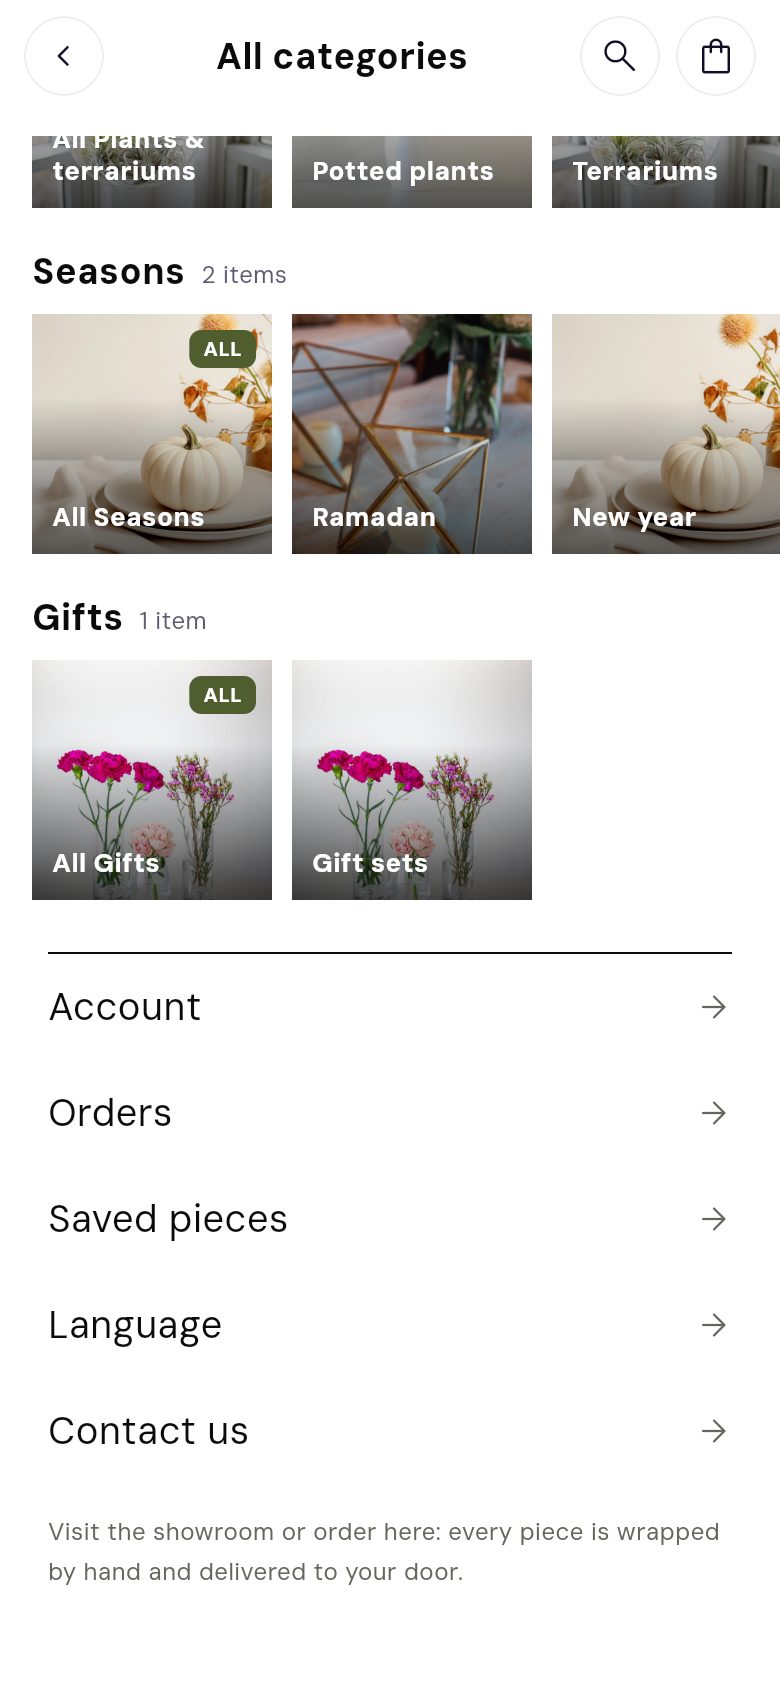 All categories
All Plants &
terrariums
Potted plants
Terrariums
Seasons 2 items
ALL
All Seasons
Ramadan
New year
Gifts 1 item
ALL
All Gifts
Gift sets
Account
Orders
Saved pieces
Language
Contact us
Visit the showroom or order here: every piece is wrapped
by hand and delivered to your door.